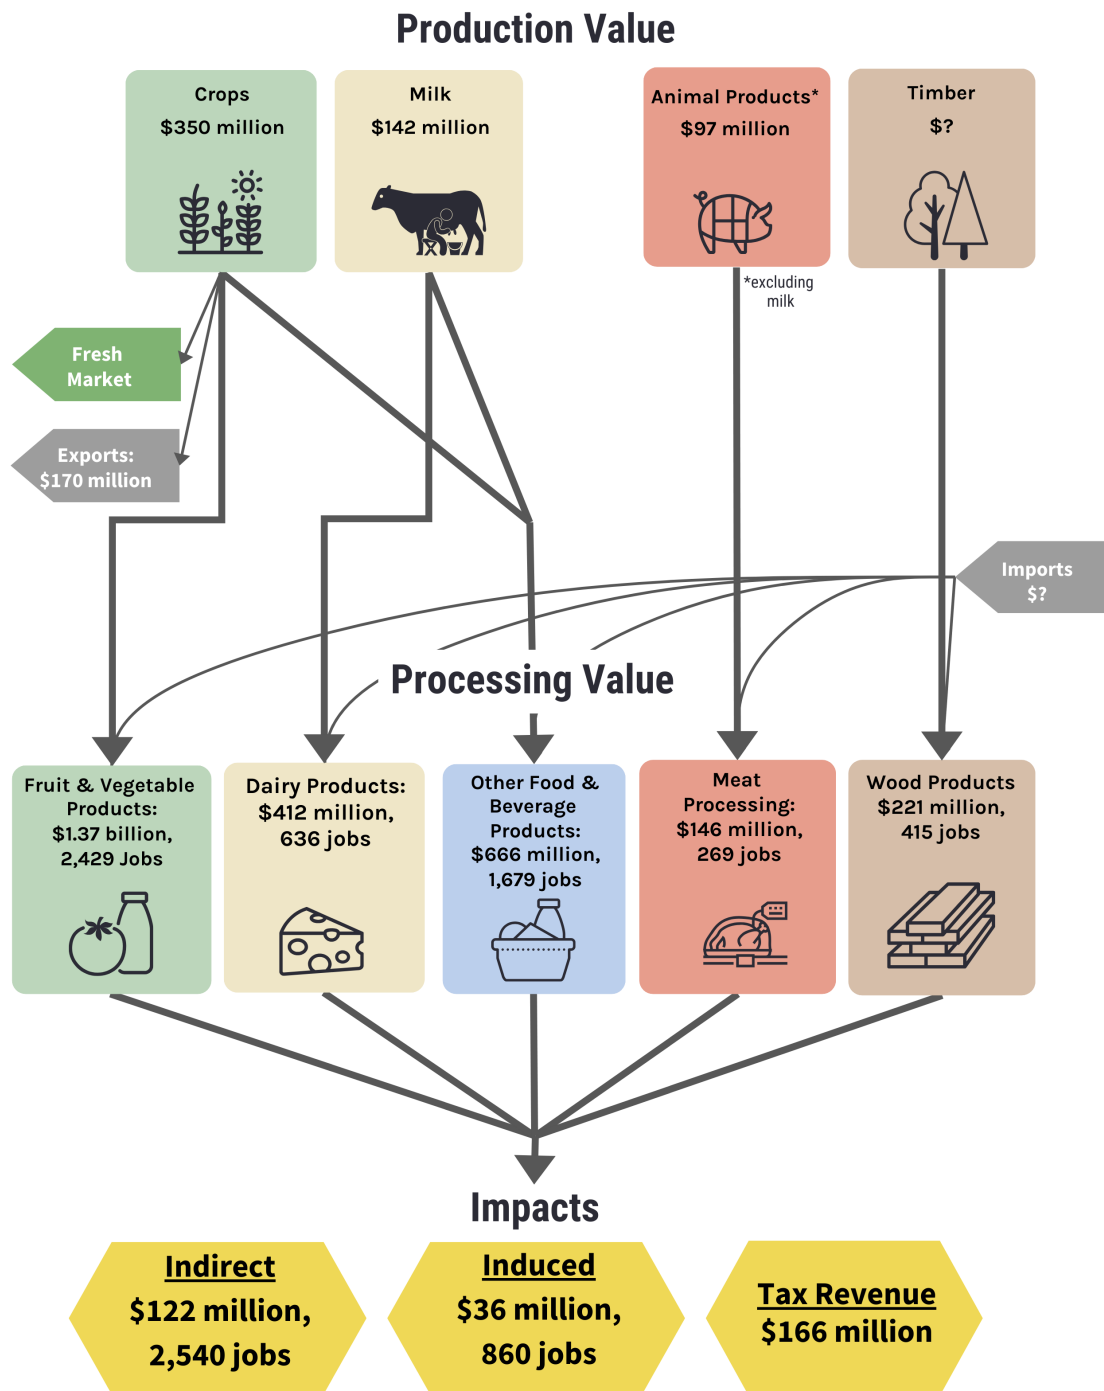 Production Value
Crops
$350 million
Milk
$142 million
Animal Products*
$97 million
Timber
$?
*excluding
milk
Fresh
Market
Exports:
$170 million
Imports
$?
Processing Value
Fruit & Vegetable
Products:
$1.37 billion,
2,429 Jobs
Dairy Products:
$412 million,
636 jobs
Other Food &
Beverage
Products:
$666 million,
1,679 jobs
Meat
Processing:
$146 million,
269 jobs
Wood Products
$221 million,
415 jobs
Impacts
Indirect
$122 million,
2,540 jobs
Induced
$36 million,
860 jobs
Tax Revenue
$166 million